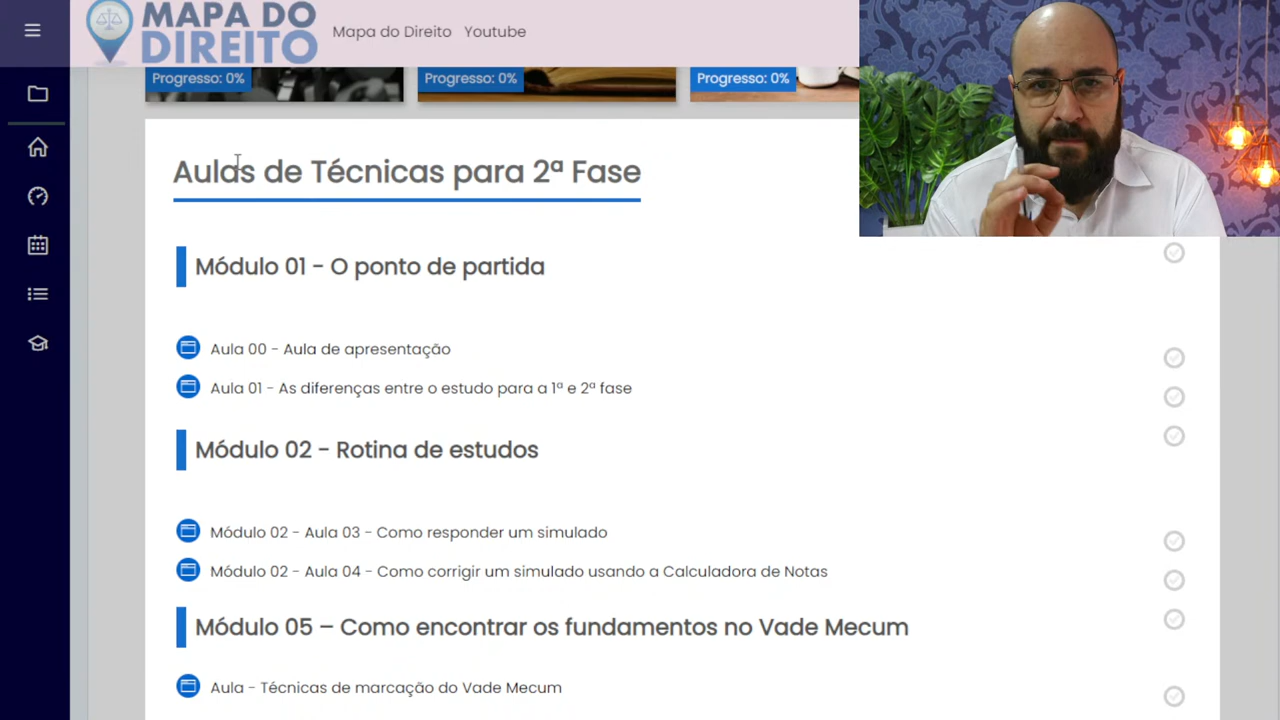 MAPA DO
DIREITO
Mapa do Direito Youtube
Progresso: 0% Progresso: 0% Progresso: 0%
Aulas de Técnicas para 2ª Fase
Módulo 01 - O ponto de partida
Aula 00 - Aula de apresentação
Aula 01 - As diferenças entre o estudo para a 1ª e 2ª fase
Módulo 02 - Rotina de estudos
Módulo 02 - Aula 03 - Como responder um simulado
Módulo 02 - Aula 04 - Como corrigir um simulado usando a Calculadora de Notas
Módulo 05 – Como encontrar os fundamentos no Vade Mecum
Aula - Técnicas de marcação do Vade Mecum